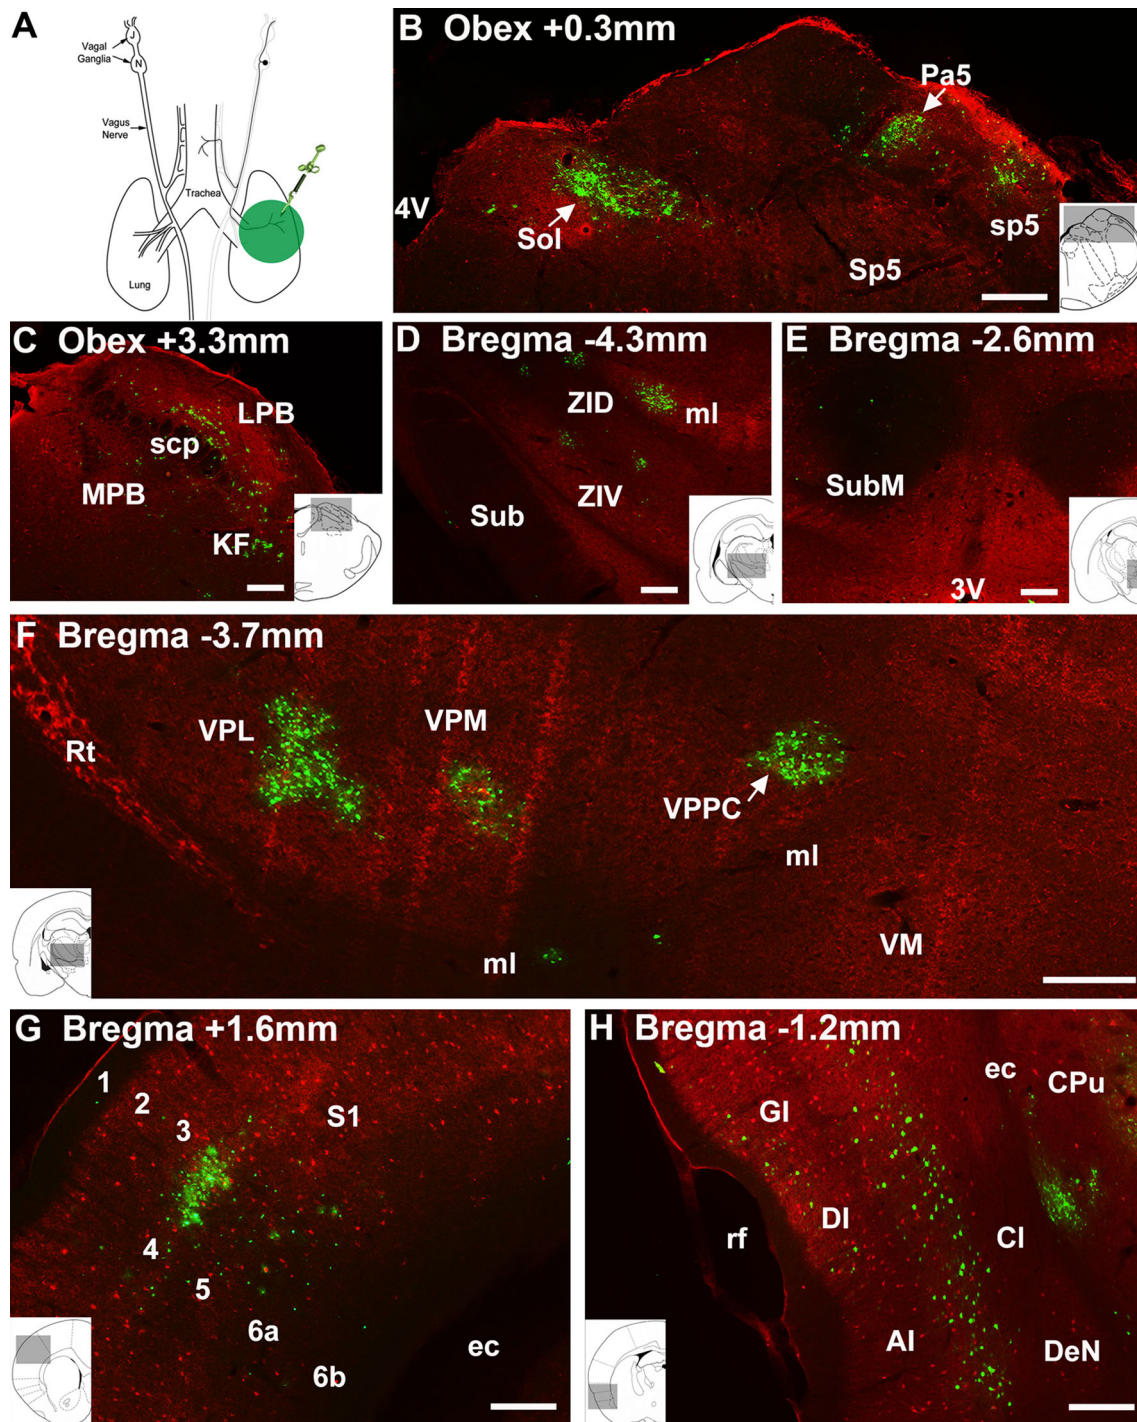 A
J
Vagal
Ganglia
N
Vagus
Nerve
Trachea
Lung
B Obex +0.3mm
Pa5
4V
Sol
sp5
Sp5
C Obex +3.3mm
LPB
scp
MPB
KF
D Bregma -4.3mm
ZID
ml
ZIV
Sub
E Bregma -2.6mm
SubM
3V
F Bregma -3.7mm
VPL
VPM
Rt
VPPC
ml
VM
ml
G Bregma +1.6mm
1
2
3
S1
4
5
6a
6b
ec
H Bregma -1.2mm
ec
CPu
GI
DI
rf
Cl
AI
DeN